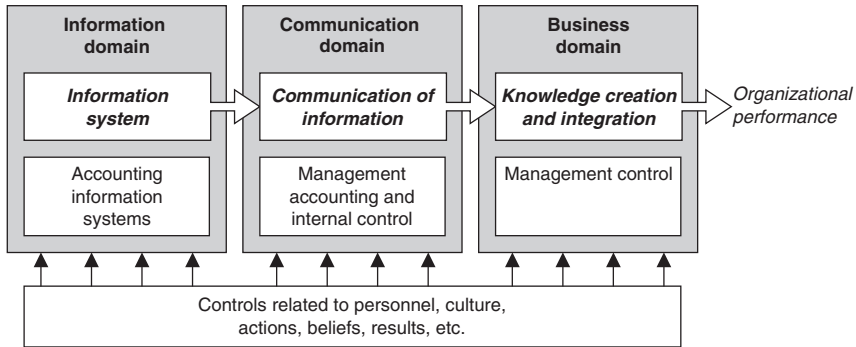 Information
domain
Communication
domain
Business
domain
Information
system
Communication of
information
Knowledge creation
and integration
Organizational
performance
Accounting
information
systems
Management
accounting and
internal control
Management control
Controls related to personnel, culture,
actions, beliefs, results, etc.